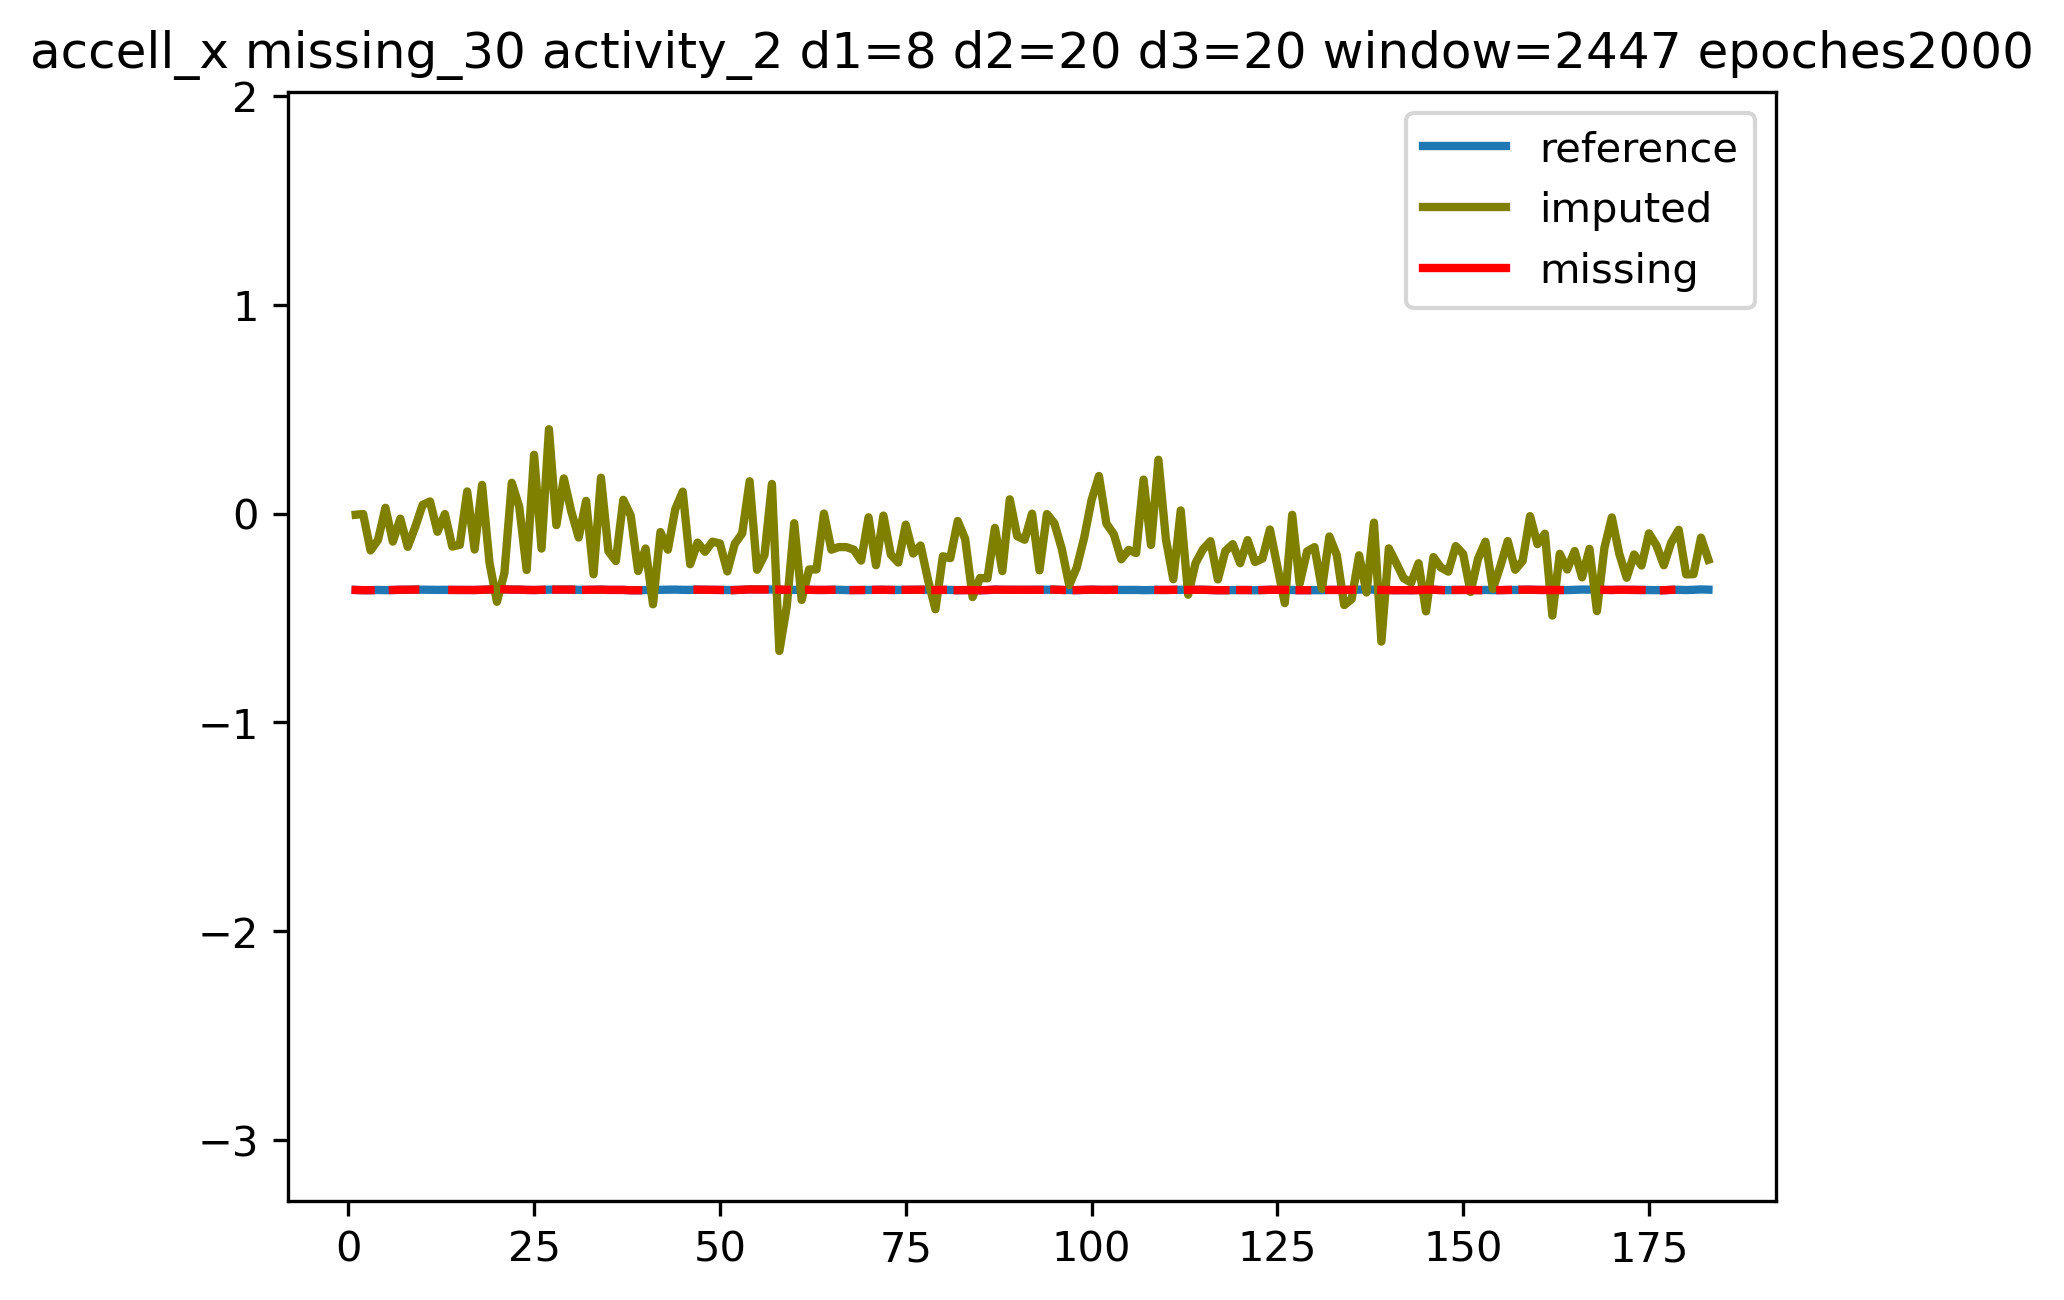 accell_x missing_30 activity_2 d1=8 d2=20 d3=20 window=2447 epoches2000
reference
imputed
missing
2
1
0
−1
−2
−3
0 25 50 75 100 125 150 175